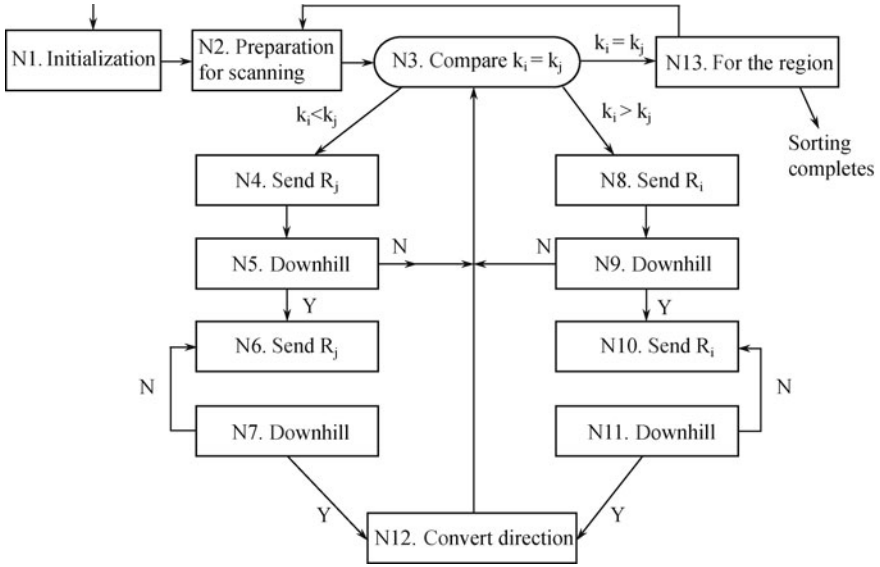 N1. Initialization
N2. Preparation
for scanning
N3. Compare kᵢ = kⱼ
kᵢ = kⱼ
N13. For the region
kᵢ<kⱼ
kᵢ > kⱼ
Sorting
completes
N4. Send Rⱼ
N8. Send Rᵢ
N5. Downhill
N
N
N9. Downhill
Y
Y
N6. Send Rⱼ
N10. Send Rᵢ
N
N
N7. Downhill
N11. Downhill
Y
Y
N12. Convert direction